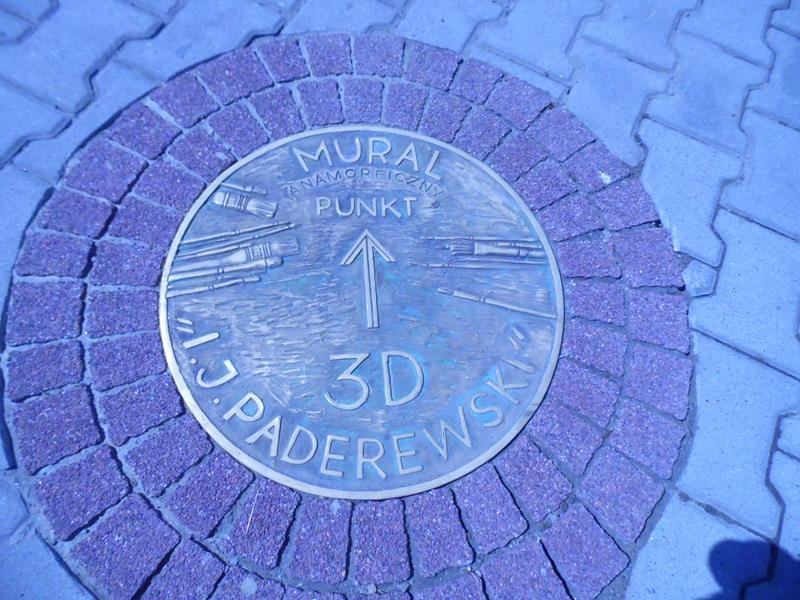 MURAL
ANAMORFICZNY
PUNKT
3D
„I.J. PADEREWSKI”